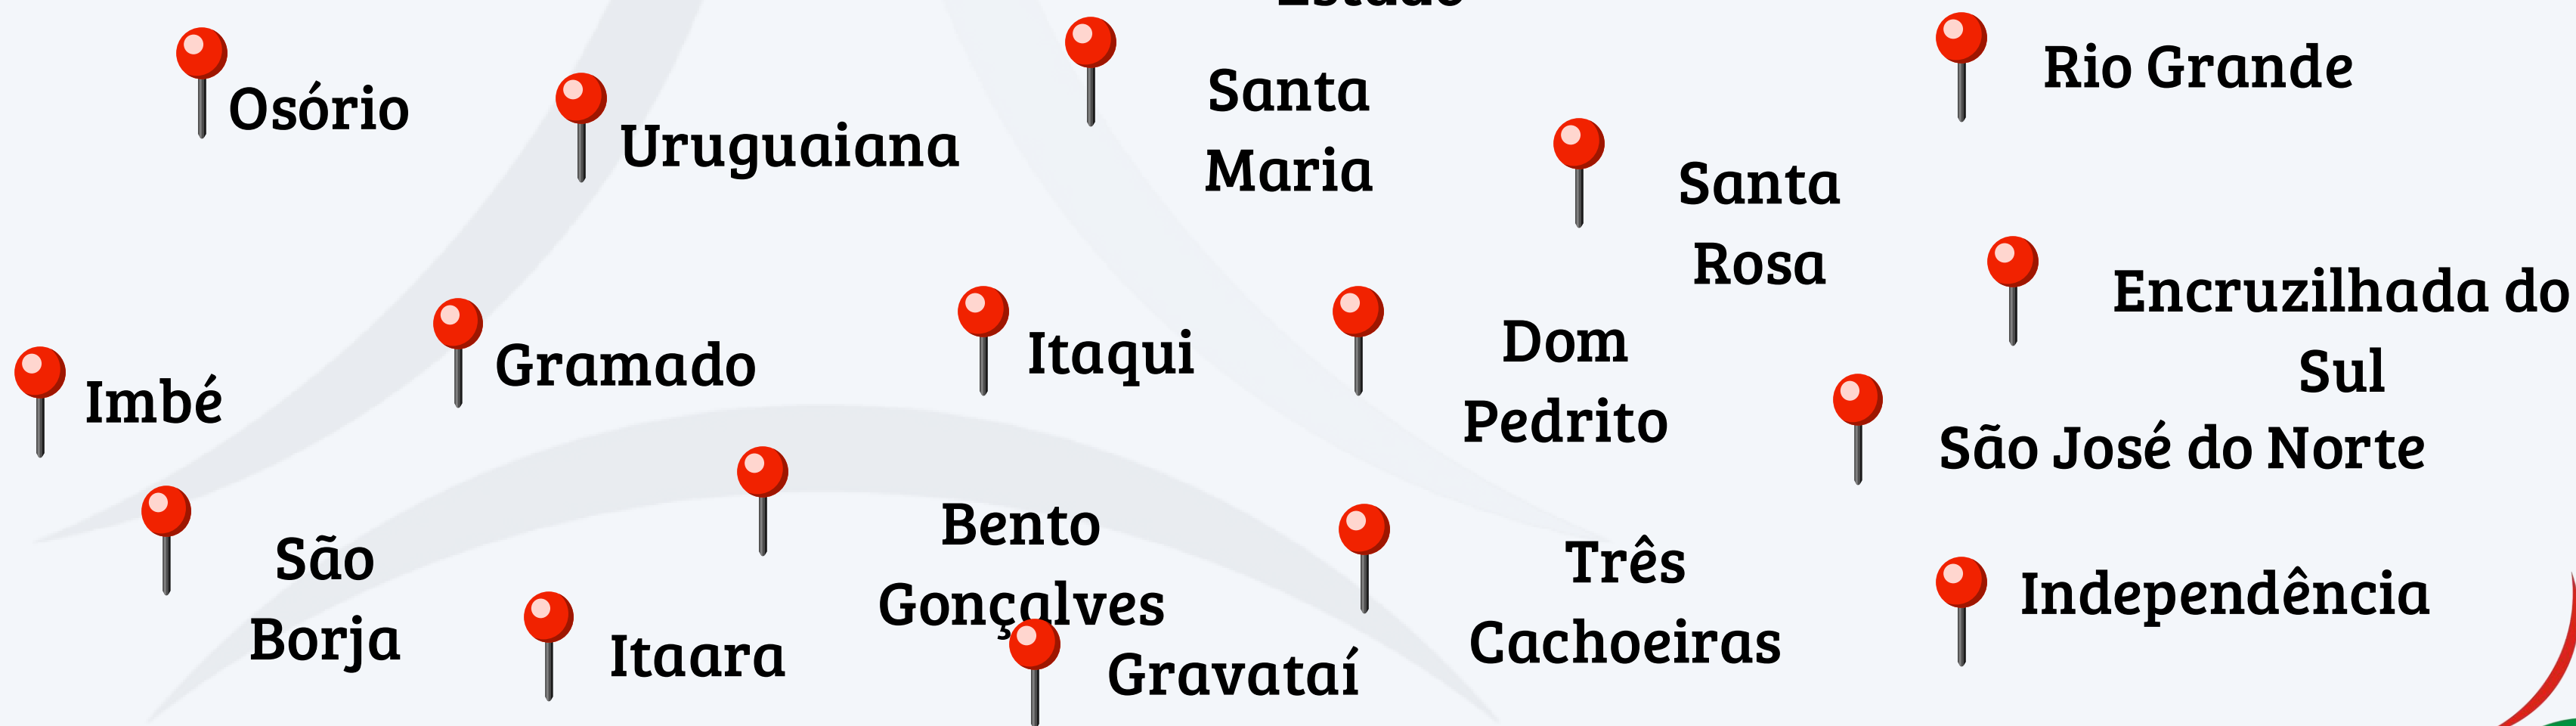 Estado
Osório
Uruguaiana
Santa
Maria
Rio Grande
Santa
Rosa
Encruzilhada do
Sul
Imbé
Gramado
Itaqui
Dom
Pedrito
São José do Norte
São
Borja
Itaara
Bento
Gonçalves
Gravataí
Três
Cachoeiras
Independência